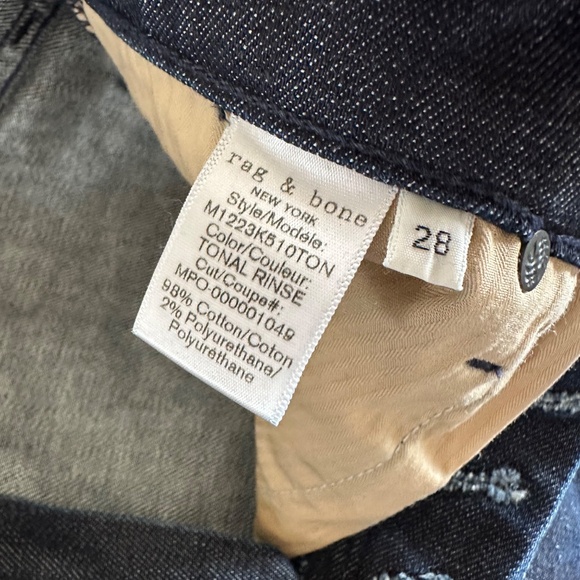 rag & bone
NEW YORK
Style/Modèle:
M1223K510TON
Color/Couleur:
TONAL RINSE
Cut/Coupe#:
MPO-000001049
98% Cotton/Coton
2% Polyurethane/
Polyuréthane
28